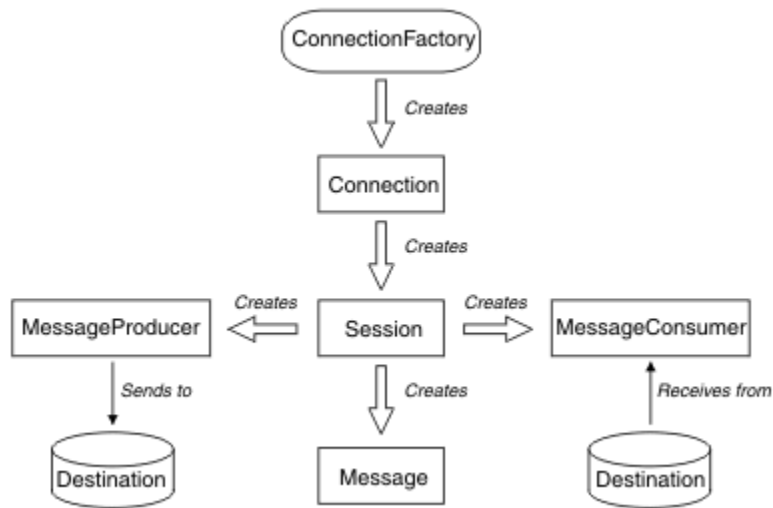 ConnectionFactory
Creates
Connection
Creates
Creates
Creates
MessageProducer
Session
MessageConsumer
Sends to
Creates
Receives from
Destination
Message
Destination